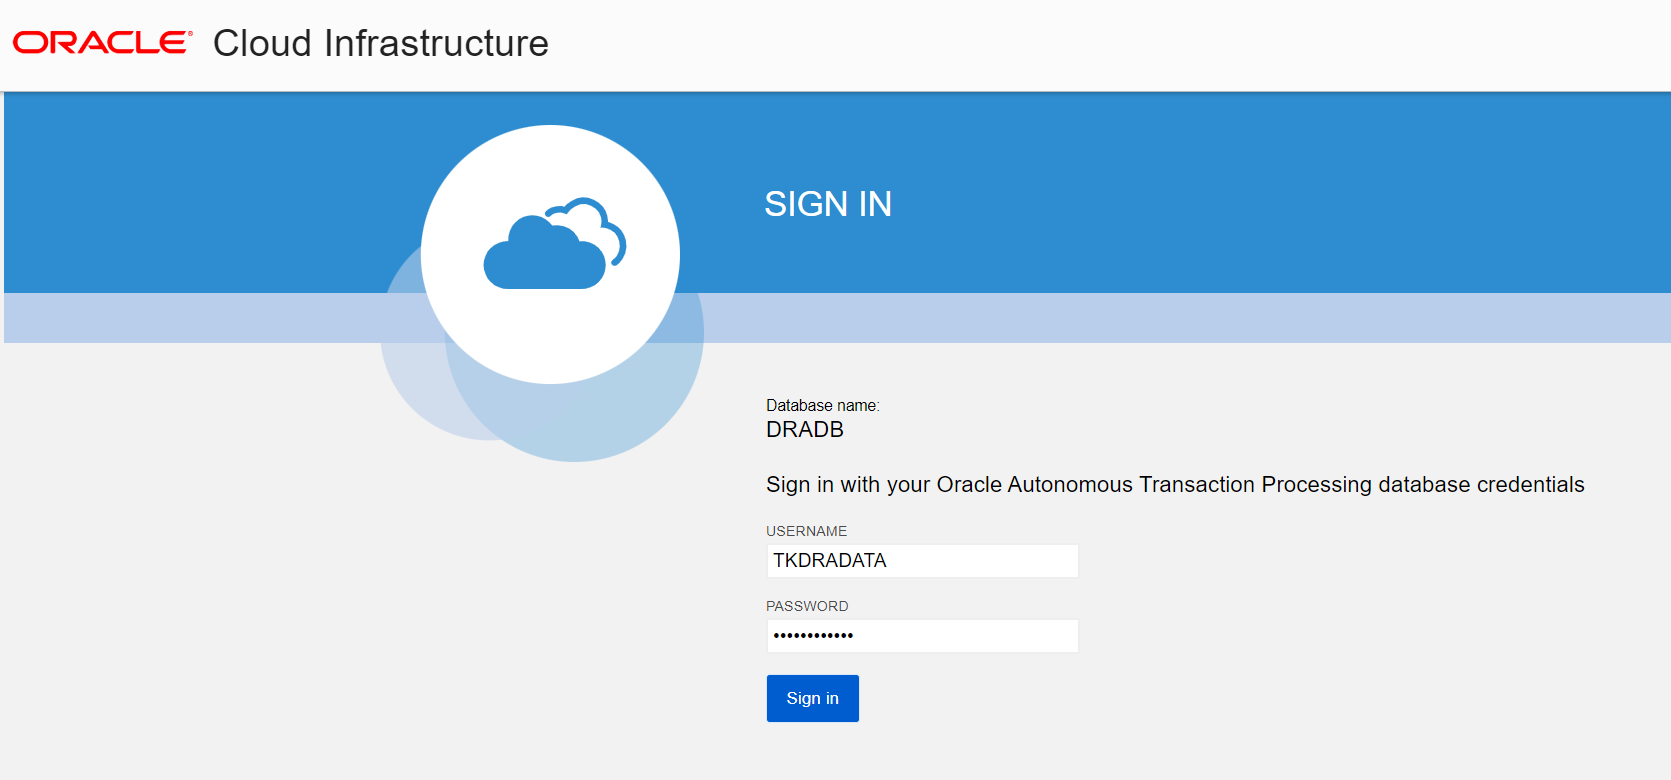 ORACLE® Cloud Infrastructure
SIGN IN
Database name:
DRADB
Sign in with your Oracle Autonomous Transaction Processing database credentials
USERNAME
TKDRADATA
PASSWORD
••••••••••••
Sign in